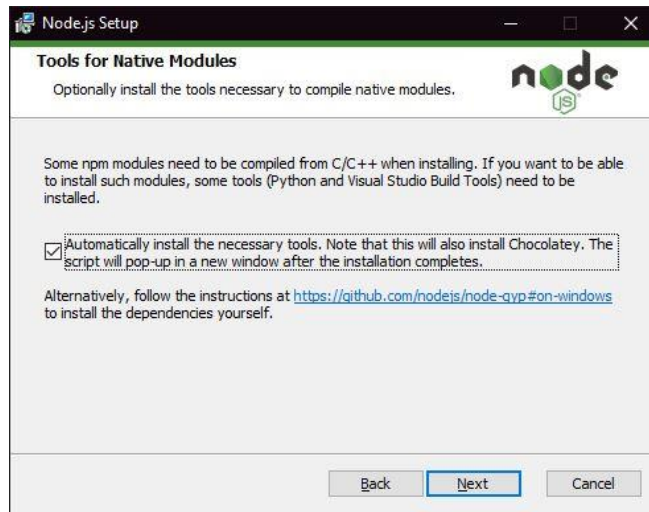 Node.js Setup
Tools for Native Modules
Optionally install the tools necessary to compile native modules.
node
JS
Some npm modules need to be compiled from C/C++ when installing. If you want to be able
to install such modules, some tools (Python and Visual Studio Build Tools) need to be
installed.
Automatically install the necessary tools. Note that this will also install Chocolatey. The
script will pop-up in a new window after the installation completes.
Alternatively, follow the instructions at https://github.com/nodejs/node-gyp#on-windows
to install the dependencies yourself.
Back Next Cancel